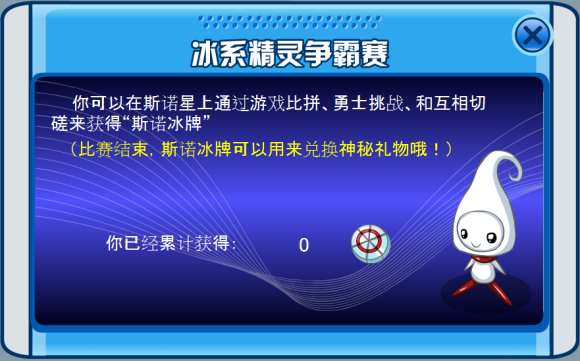 冰系精灵争霸赛
你可以在斯诺星上通过游戏比拼、勇士挑战、和互相切
磋来获得“斯诺冰牌”
（比赛结束，斯诺冰牌可以用来兑换神秘礼物哦！）
你已经累计获得： 0